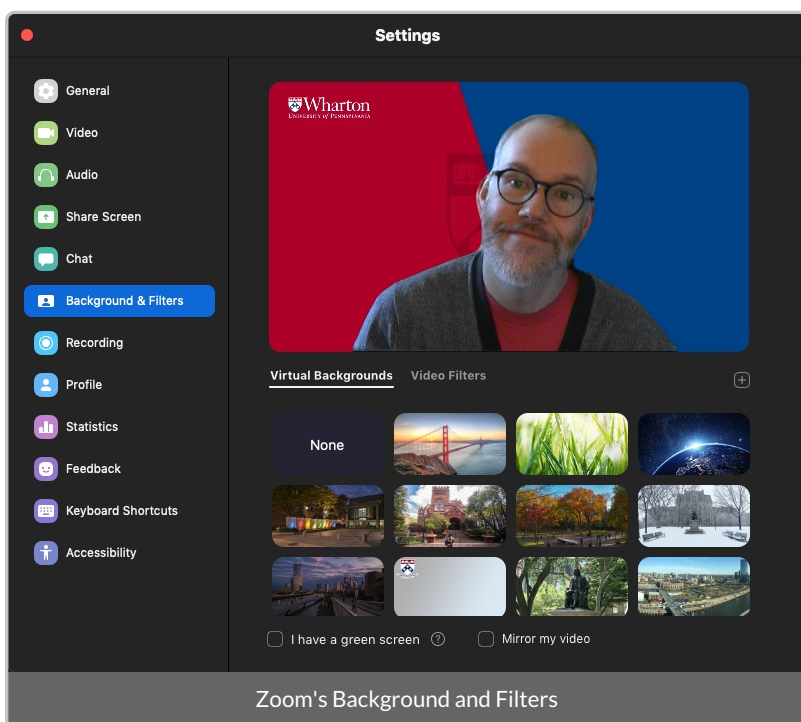 Settings
General
Video
Audio
Share Screen
Chat
Background & Filters
Recording
Profile
Statistics
Feedback
Keyboard Shortcuts
Accessibility
Wharton
UNIVERSITY of PENNSYLVANIA
Virtual Backgrounds Video Filters
None
I have a green screen ? Mirror my video
Zoom's Background and Filters